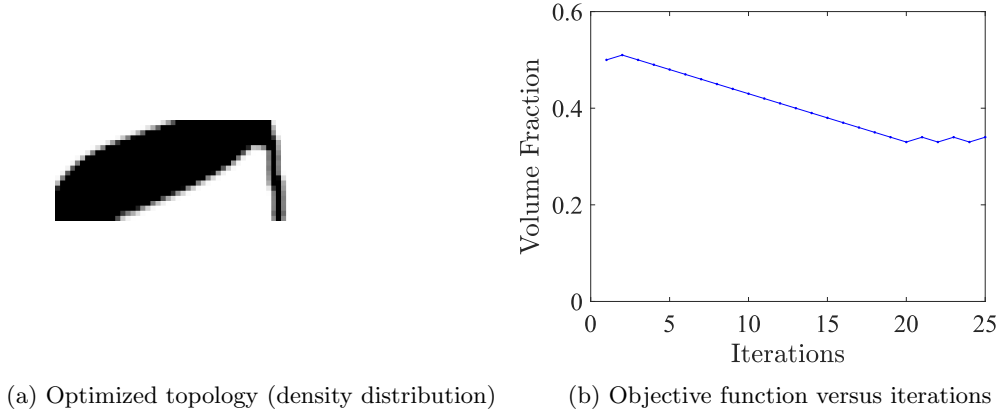 0.6
0.4
0.2
0
Volume Fraction
0 5 10 15 20 25
Iterations
(a) Optimized topology (density distribution)
(b) Objective function versus iterations